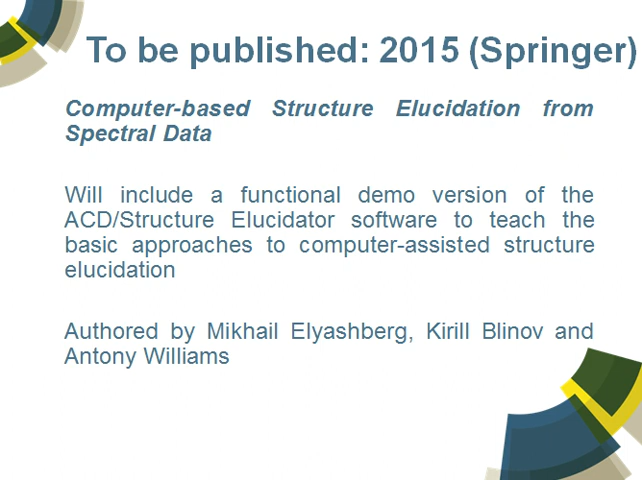 To be published: 2015 (Springer)
Computer-based Structure Elucidation from
Spectral Data
Will include a functional demo version of the
ACD/Structure Elucidator software to teach the
basic approaches to computer-assisted structure
elucidation
Authored by Mikhail Elyashberg, Kirill Blinov and
Antony Williams